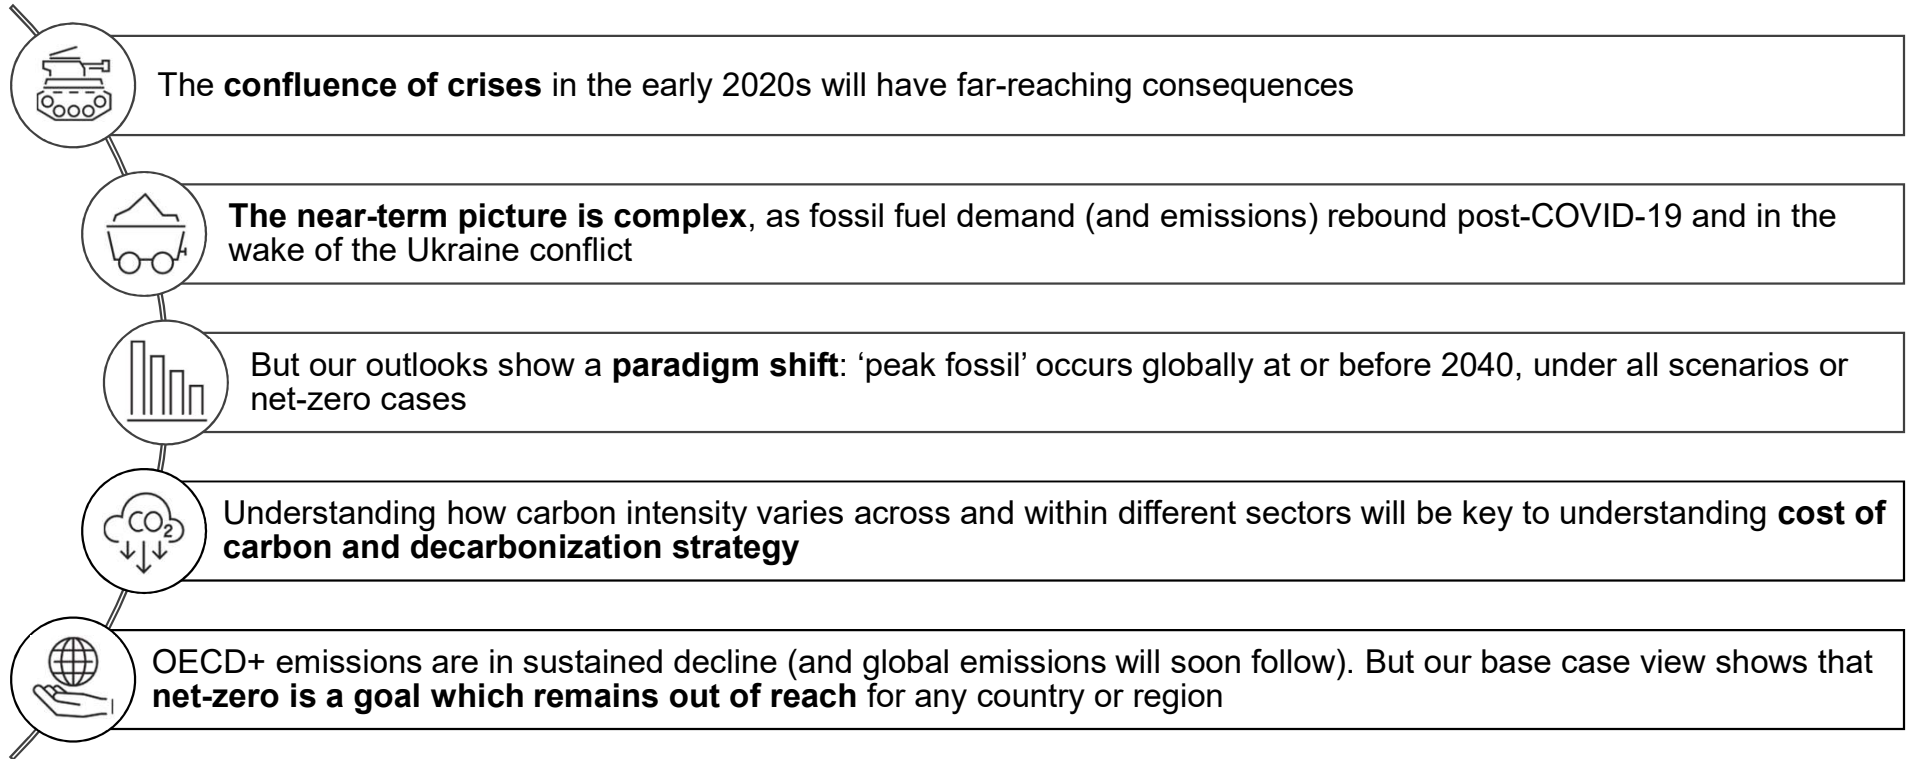 The confluence of crises in the early 2020s will have far-reaching consequences
The near-term picture is complex, as fossil fuel demand (and emissions) rebound post-COVID-19 and in the
wake of the Ukraine conflict
But our outlooks show a paradigm shift: ‘peak fossil’ occurs globally at or before 2040, under all scenarios or
net-zero cases
CO₂
Understanding how carbon intensity varies across and within different sectors will be key to understanding cost of
carbon and decarbonization strategy
OECD+ emissions are in sustained decline (and global emissions will soon follow). But our base case view shows that
net-zero is a goal which remains out of reach for any country or region